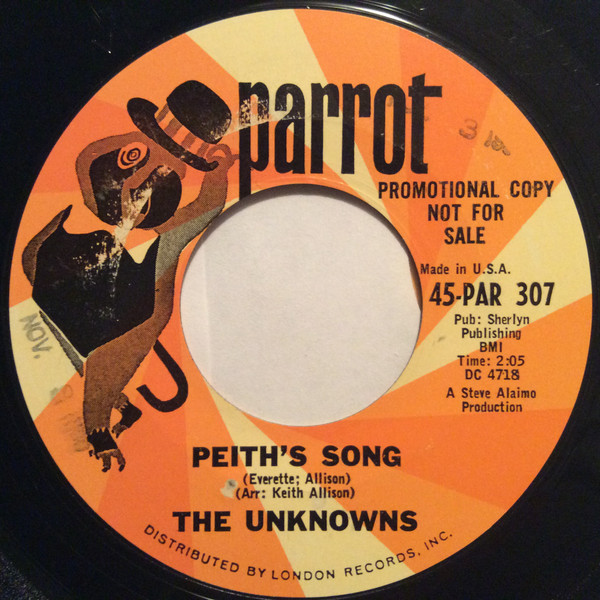 parrot
PROMOTIONAL COPY
NOT FOR
SALE
Made in U.S.A.
45-PAR 307
Pub: Sherlyn
Publishing
BMI
Time: 2:05
DC 4718
A Steve Alaimo
Production
NOV.
PEITH'S SONG
(Everette; Allison)
(Arr: Keith Allison)
THE UNKNOWNS
DISTRIBUTED BY LONDON RECORDS, INC.